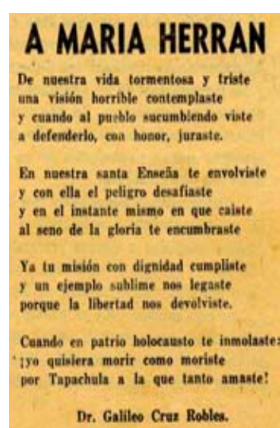 A MARIA HERRAN
De nuestra vida tormentosa y triste
una visión horrible contemplaste
y cuando al pueblo sucumbiendo viste
a defenderlo, con honor, juraste.
En nuestra santa Enseña te envolviste
y con ella el peligro desafiaste
y en el instante mismo en que caiste
al seno de la gloria te encumbraste
Ya tu misión con dignidad cumpliste
y un ejemplo sublime nos legaste
porque la libertad nos devolviste.
Cuando en patrio holocausto te inmolaste:
¡yo quisiera morir como moriste
por Tapachula a la que tanto amaste!
Dr. Galileo Cruz Robles.